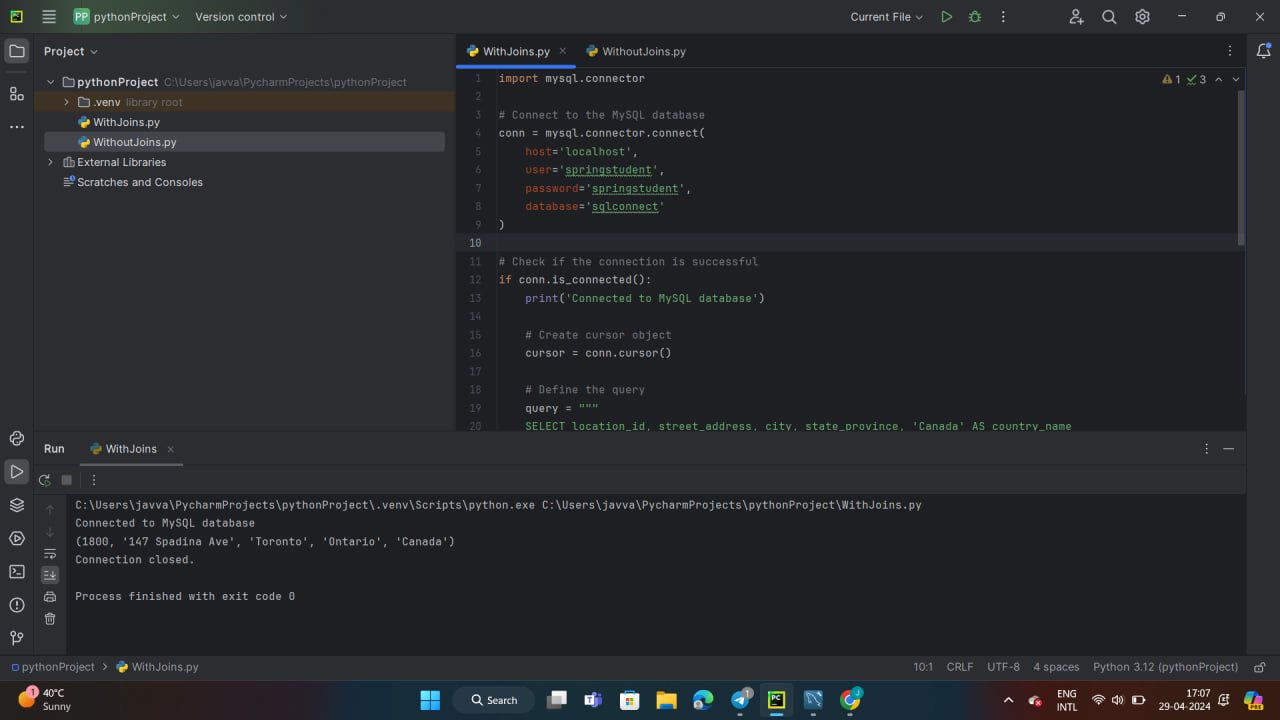 PP pythonProject Version control Current File
Project
pythonProject C:\Users\javva\PycharmProjects\pythonProject
.venv library root
WithJoins.py
WithoutJoins.py
External Libraries
Scratches and Consoles
WithJoins.py WithoutJoins.py
1 3
1 import mysql.connector
2
3 # Connect to the MySQL database
4 conn = mysql.connector.connect(
5 host='localhost',
6 user='springstudent',
7 password='springstudent',
8 database='sqlconnect'
9 )
10
11 # Check if the connection is successful
12 if conn.is_connected():
13 print('Connected to MySQL database')
14
15 # Create cursor object
16 cursor = conn.cursor()
17
18 # Define the query
19 query = """
20 SELECT location_id, street_address, city, state_province, 'Canada' AS country_name
Run WithJoins
C:\Users\javva\PycharmProjects\pythonProject\.venv\Scripts\python.exe C:\Users\javva\PycharmProjects\pythonProject\WithJoins.py
Connected to MySQL database
(1800, '147 Spadina Ave', 'Toronto', 'Ontario', 'Canada')
Connection closed.
Process finished with exit code 0
pythonProject > WithJoins.py 10:1 CRLF UTF-8 4 spaces Python 3.12 (pythonProject)
1 40°C
Sunny
Search
1
J
PC
ENG
INTL
17:07
29-04-2024
PRE